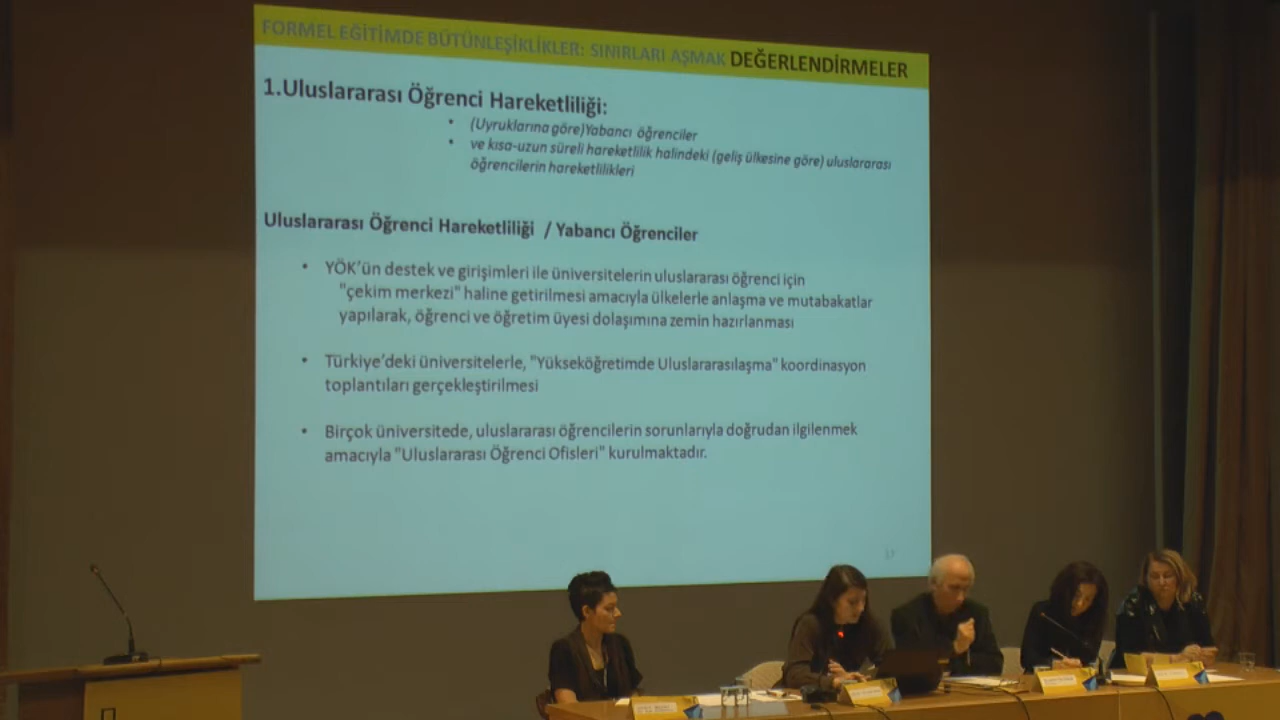 FORMEL EĞİTİMDE BÜTÜNLEŞİKLİKLER: SINIRLARI AŞMAK DEĞERLENDİRMELER
1.Uluslararası Öğrenci Hareketliliği:
• (Uyruklarına göre)Yabancı öğrenciler
• ve kısa-uzun süreli hareketlilik halindeki (geliş ülkesine göre) uluslararası
öğrencilerin hareketlilikleri
Uluslararası Öğrenci Hareketliliği / Yabancı Öğrenciler
• YÖK'ün destek ve girişimleri ile üniversitelerin uluslararası öğrenci için
"çekim merkezi" haline getirilmesi amacıyla ülkelerle anlaşma ve mutabakatlar
yapılarak, öğrenci ve öğretim üyesi dolaşımına zemin hazırlanması
• Türkiye'deki üniversitelerle, "Yükseköğretimde Uluslararasılaşma" koordinasyon
toplantıları gerçekleştirilmesi
• Birçok üniversitede, uluslararası öğrencilerin sorunlarıyla doğrudan ilgilenmek
amacıyla "Uluslararası Öğrenci Ofisleri" kurulmaktadır.